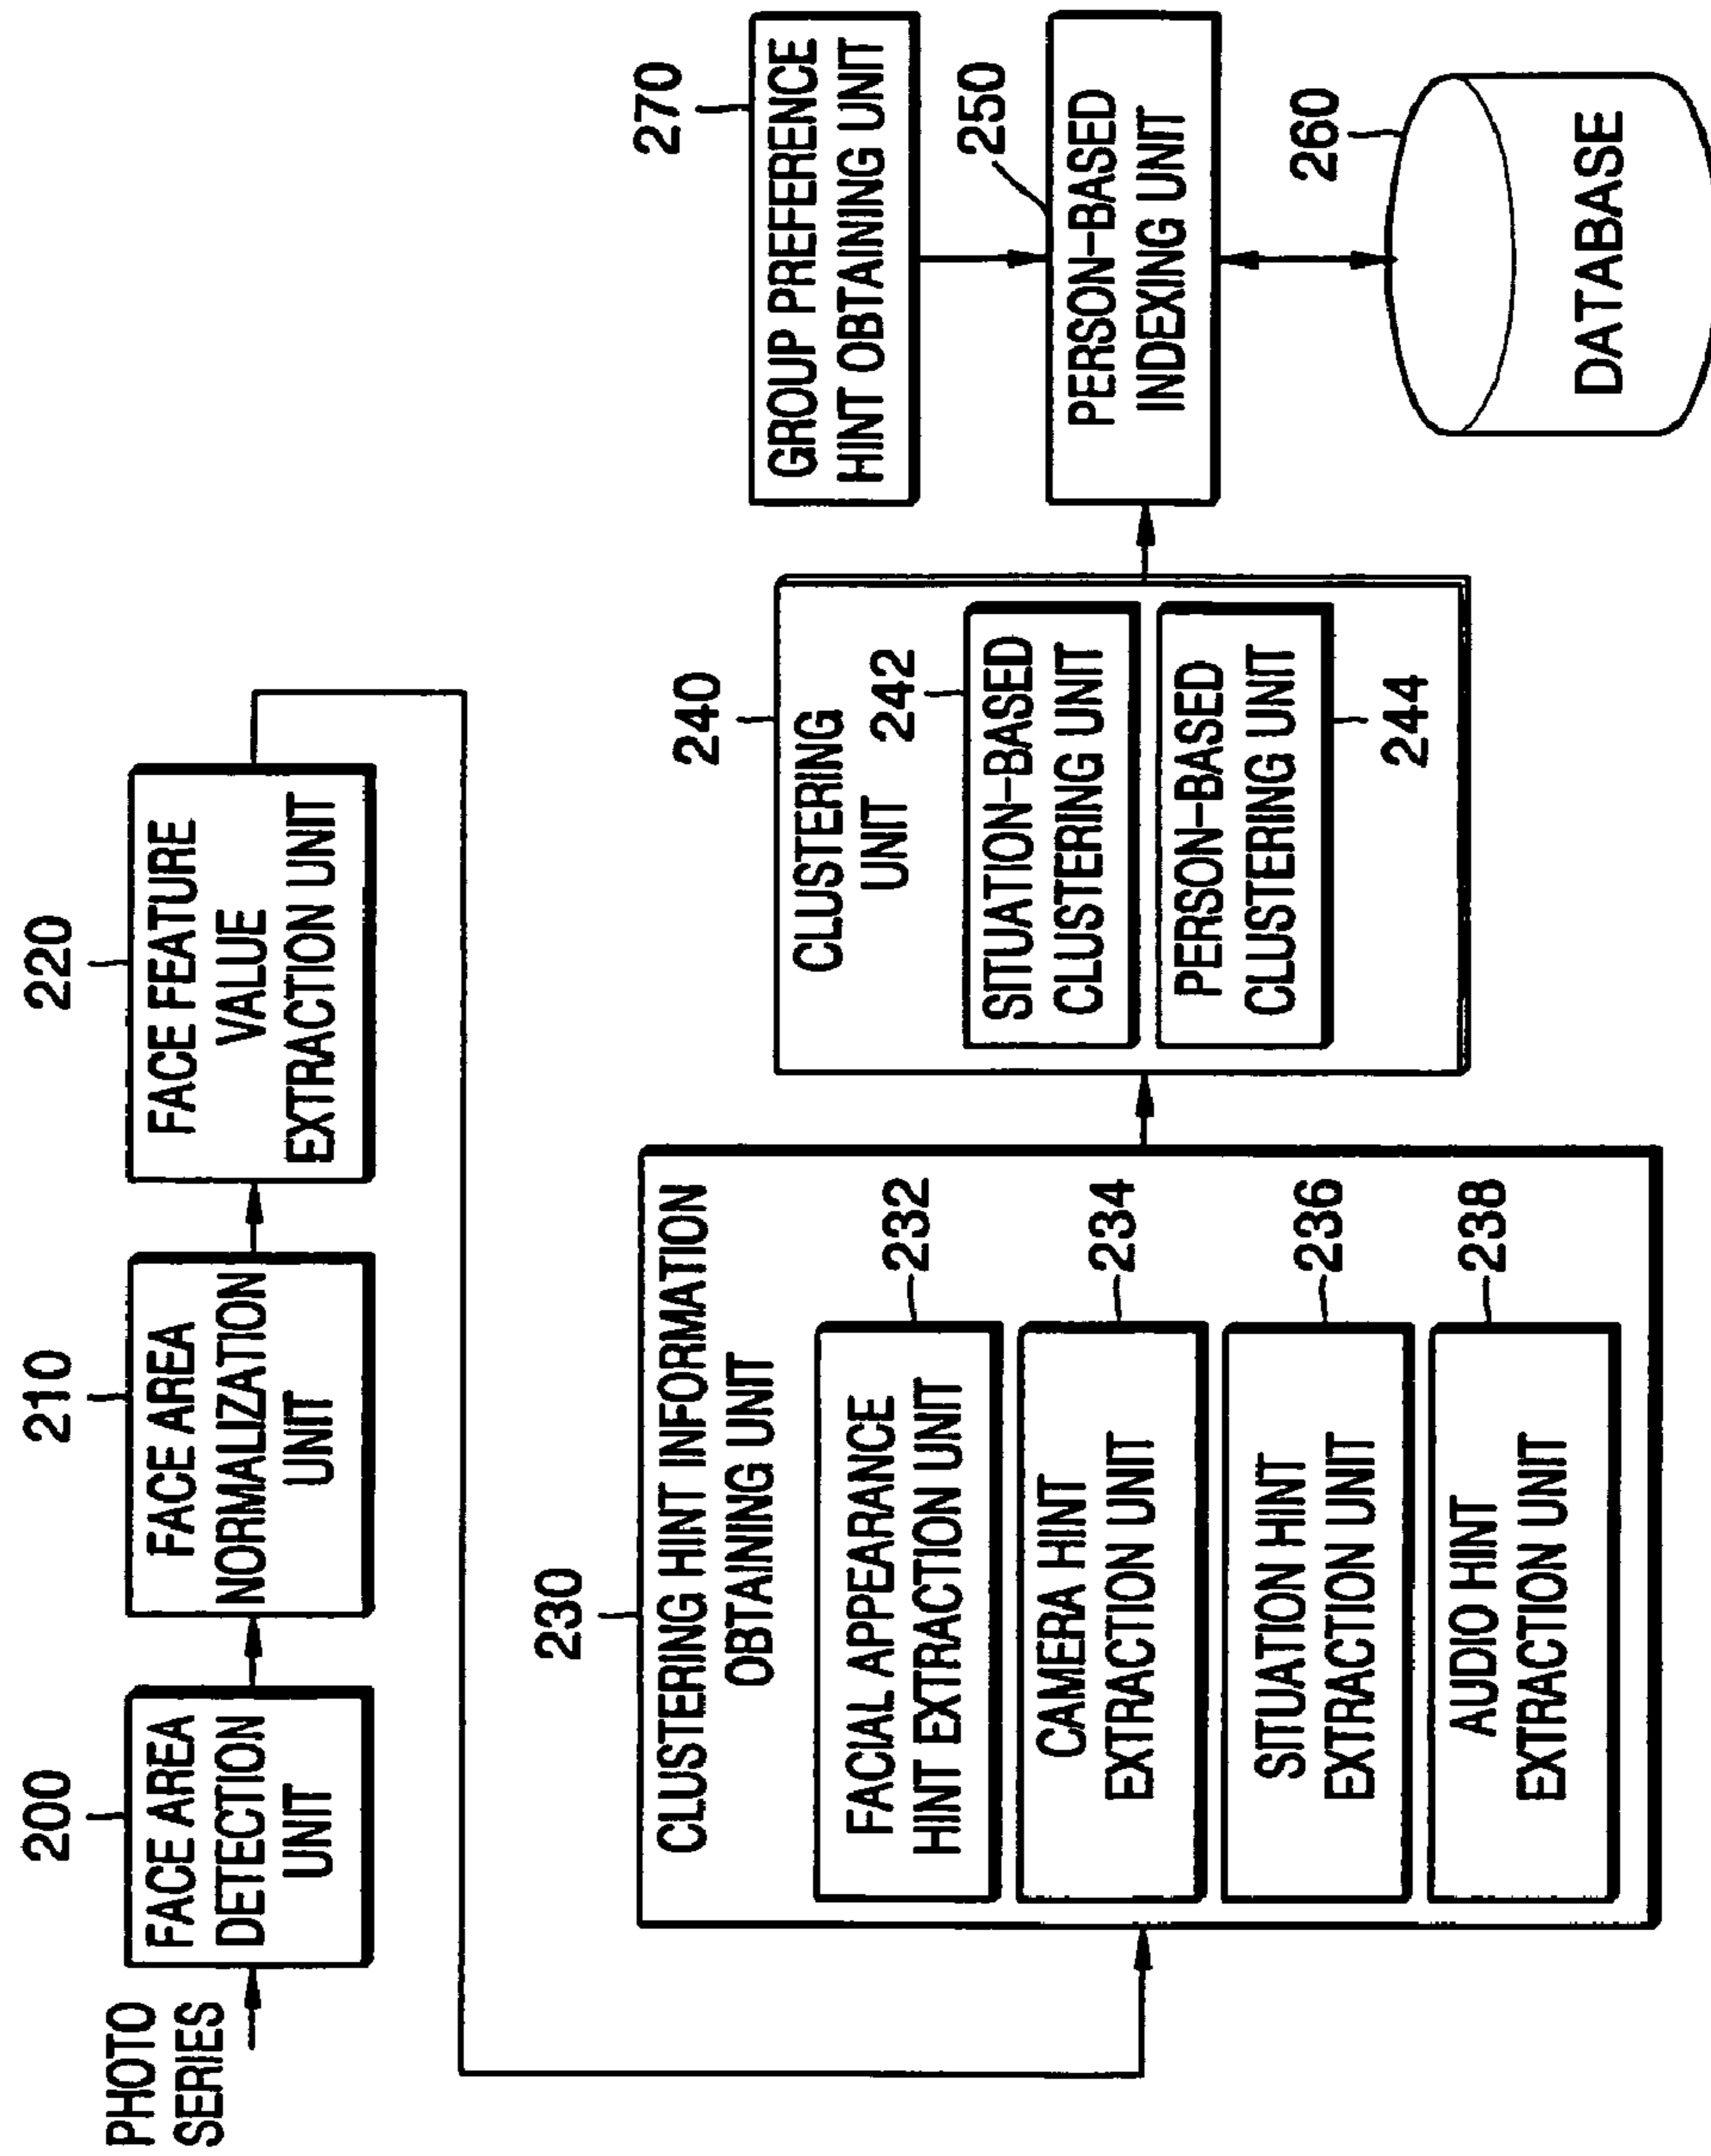 PHOTO
SERIES
200
FACE AREA
DETECTION
UNIT
210
FACE AREA
NORMALIZATION
UNIT
220
FACE FEATURE
VALUE
EXTRACTION UNIT
230
CLUSTERING HINT INFORMATION
OBTAINING UNIT
232
FACIAL APPEARANCE
HINT EXTRACTION UNIT
234
CAMERA HINT
EXTRACTION UNIT
236
SITUATION HINT
EXTRACTION UNIT
238
AUDIO HINT
EXTRACTION UNIT
240
CLUSTERING
UNIT
242
SITUATION-BASED
CLUSTERING UNIT
PERSON-BASED
CLUSTERING UNIT
244
270
GROUP PREFERENCE
HINT OBTAINING UNIT
250
PERSON-BASED
INDEXING UNIT
260
DATABASE